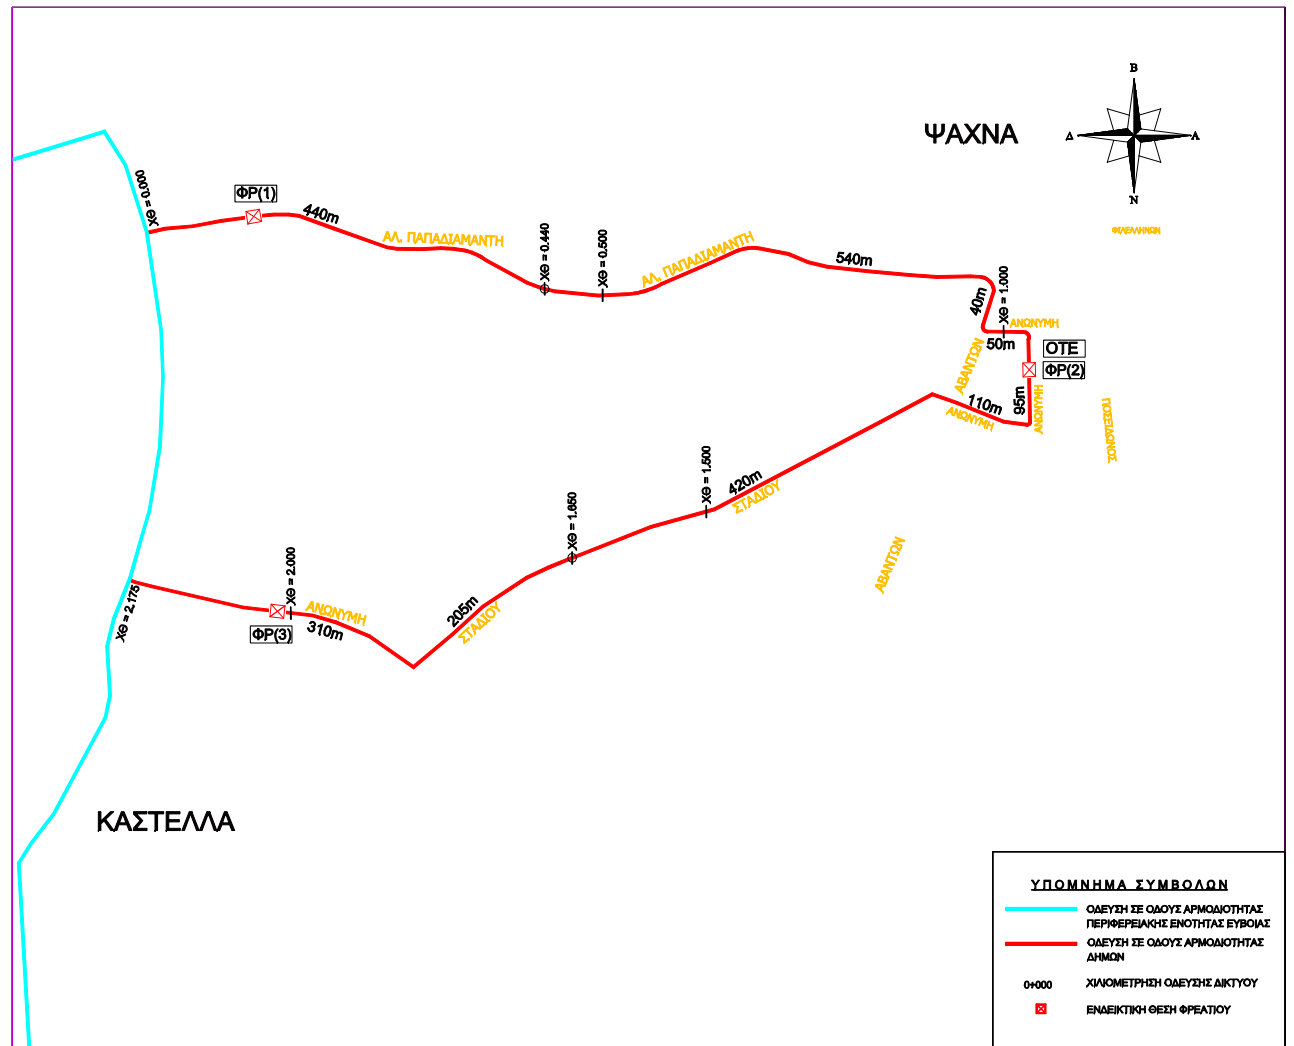 Β
ΨΑΧΝΑ
Δ
Α
Ν
ΦΙΛΕΛΛΗΝΩΝ
ΧΘ = 0.000
ΦΡ(1)
440m
ΑΛ. ΠΑΠΑΔΙΑΜΑΝΤΗ
ΧΘ = 0.440
ΧΘ = 0.500
ΑΛ. ΠΑΠΑΔΙΑΜΑΝΤΗ
540m
40m
ΧΘ = 1.000
ΑΝΩΝΥΜΗ
50m
ΟΤΕ
ΦΡ(2)
ΑΒΑΝΤΩΝ
110m
ΑΝΩΝΥΜΗ
95m
ΑΝΩΝΥΜΗ
ΠΟΣΕΙΔΩΝΟΣ
ΧΘ = 1.500
420m
ΣΤΑΔΙΟΥ
ΧΘ = 1.650
ΑΒΑΝΤΩΝ
ΧΘ = 2.000
ΑΝΩΝΥΜΗ
310m
205m
ΣΤΑΔΙΟΥ
ΧΘ = 2.175
ΦΡ(3)
ΚΑΣΤΕΛΛΑ
ΥΠΟΜΝΗΜΑ ΣΥΜΒΟΛΩΝ
ΟΔΕΥΣΗ ΣΕ ΟΔΟΥΣ ΑΡΜΟΔΙΟΤΗΤΑΣ
ΠΕΡΙΦΕΡΕΙΑΚΗΣ ΕΝΟΤΗΤΑΣ ΕΥΒΟΙΑΣ
ΟΔΕΥΣΗ ΣΕ ΟΔΟΥΣ ΑΡΜΟΔΙΟΤΗΤΑΣ
ΔΗΜΩΝ
0+000 ΧΙΛΙΟΜΕΤΡΗΣΗ ΟΔΕΥΣΗΣ ΔΙΚΤΥΟΥ
ΕΝΔΕΙΚΤΙΚΗ ΘΕΣΗ ΦΡΕΑΤΙΟΥ